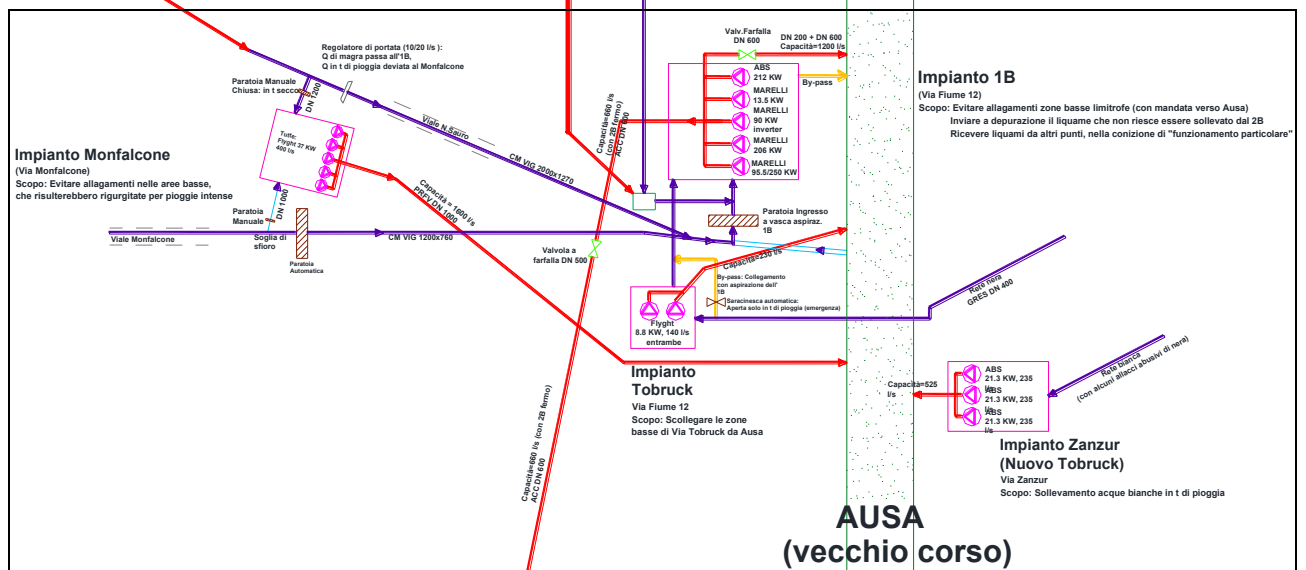 Regolatore di portata (10/20 l/s ):
Q di magra passa all'1B,
Q in t di pioggia deviata al Monfalcone
Paratoia Manuale
Chiusa: in t secco
DN 1200
Viale N.Sauro
CM VIG 2000x1270
Tutte:
Flyght 37 KW
400 l/s
Impianto Monfalcone
(Via Monfalcone)
Scopo: Evitare allagamenti nelle aree basse,
che risulterebbero rigurgitate per pioggie intense
Paratoia
Manuale
DN 1000
Viale Monfalcone
Soglia di
sfioro
Paratoia
Automatica
CM VIG 1200x760
Capacità = 1600 l/s
PRFV DN 1000
Capacità=660 l/s
(con 2B fermo)
ACC DN 600
Valvola a
farfalla DN 500
Capacità=660 l/s (con 2B fermo)
ACC DN 600
Valv.Farfalla
DN 600
DN 200 + DN 600
Capacità=1200 l/s
ABS
212 KW
MARELLI
13.5 KW
MARELLI
90 KW
inverter
MARELLI
206 KW
MARELLI
95.5/250 KW
By-pass
Impianto 1B
(Via Fiume 12)
Scopo: Evitare allagamenti zone basse limitrofe (con mandata verso Ausa)
Inviare a depurazione il liquame che non riesce essere sollevato dal 2B
Ricevere liquami da altri punti, nella conizione di "funzionamento particolare"
Paratoia Ingresso
a vasca aspiraz.
1B
Capacità=230 l/s
By-pass: Collegamento
con aspirazione dell'
1B
Saracinesca automatica:
Aperta solo in t di pioggia (emergenza)
Flyght
8.8 KW, 140 l/s
entrambe
Impianto
Tobruck
Via Fiume 12
Scopo: Scollegare le zone
basse di Via Tobruck da Ausa
Rete nera
GRES DN 400
Rete bianca
(con alcuni allacci abusivi di nera)
Capacità=525
l/s
ABS
21.3 KW, 235
l/s
ABS
21.3 KW, 235
l/s
ABS
21.3 KW, 235
l/s
Impianto Zanzur
(Nuovo Tobruck)
Via Zanzur
Scopo: Sollevamento acque bianche in t di pioggia
AUSA
(vecchio corso)